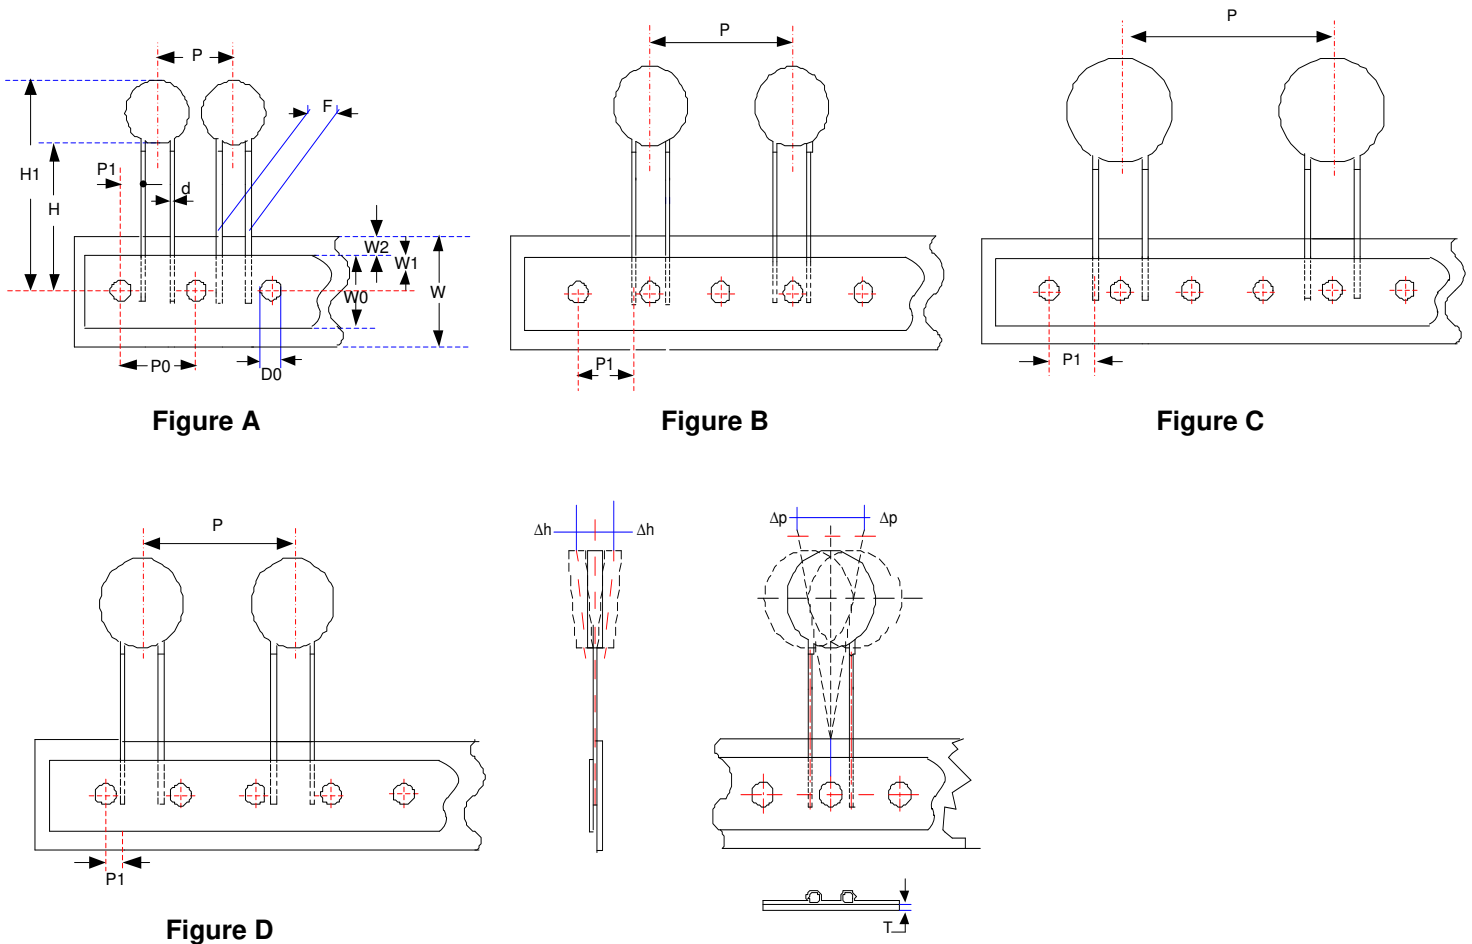 P
F
P1
d
H1
H
W2
W1
W0
W
P0
D0
Figure A
P
P1
Figure B
P
P1
Figure C
P
P1
Figure D
Δh Δh
Δp Δp
T